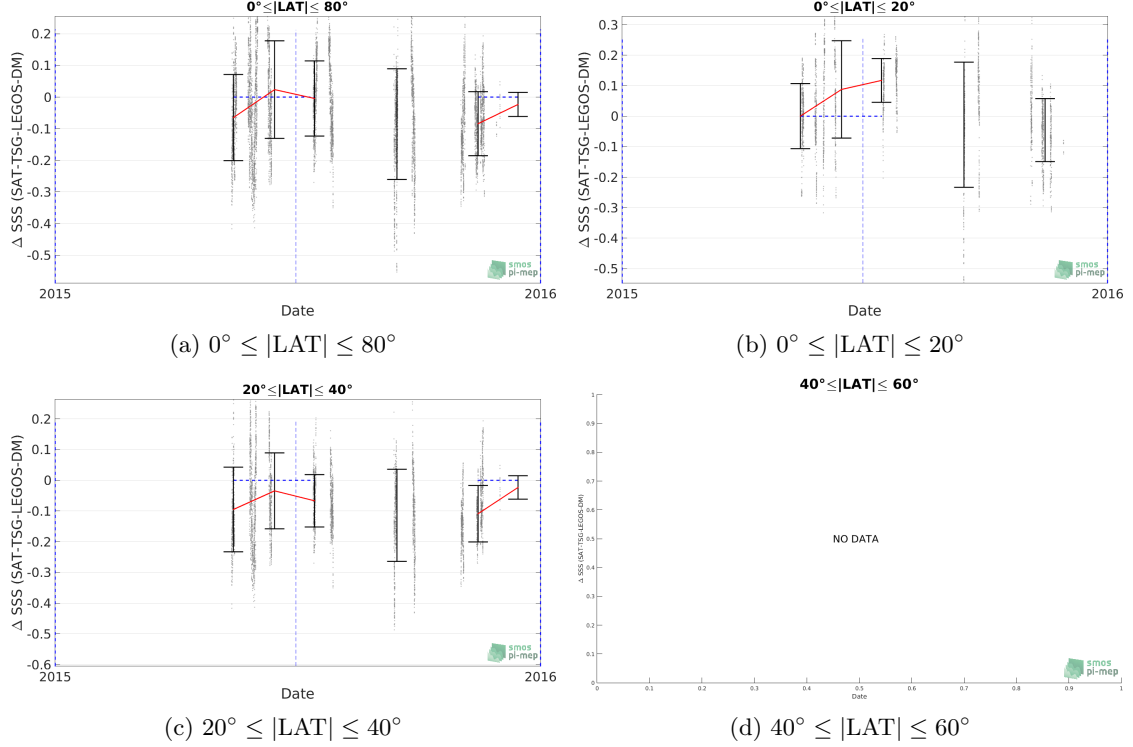 0°≤|LAT|≤ 80°
Δ SSS (SAT-TSG-LEGOS-DM)
0.2
0.1
0
-0.1
-0.2
-0.3
-0.4
-0.5
smos
pi-mep
2015
2016
Date
(a) 0° ≤ |LAT| ≤ 80°
0°≤|LAT|≤ 20°
Δ SSS (SAT-TSG-LEGOS-DM)
0.3
0.2
0.1
0
-0.1
-0.2
-0.3
-0.4
-0.5
smos
pi-mep
2015
2016
Date
(b) 0° ≤ |LAT| ≤ 20°
20°≤|LAT|≤ 40°
Δ SSS (SAT-TSG-LEGOS-DM)
0.2
0.1
0
-0.1
-0.2
-0.3
-0.4
-0.5
-0.6
smos
pi-mep
2015
2016
Date
(c) 20° ≤ |LAT| ≤ 40°
40°≤|LAT|≤ 60°
Δ SSS (SAT-TSG-LEGOS-DM)
1
0.9
0.8
0.7
0.6
0.5
0.4
0.3
0.2
0.1
0
NO DATA
smos
pi-mep
0 0.1 0.2 0.3 0.4 0.5 0.6 0.7 0.8 0.9 1
Date
(d) 40° ≤ |LAT| ≤ 60°